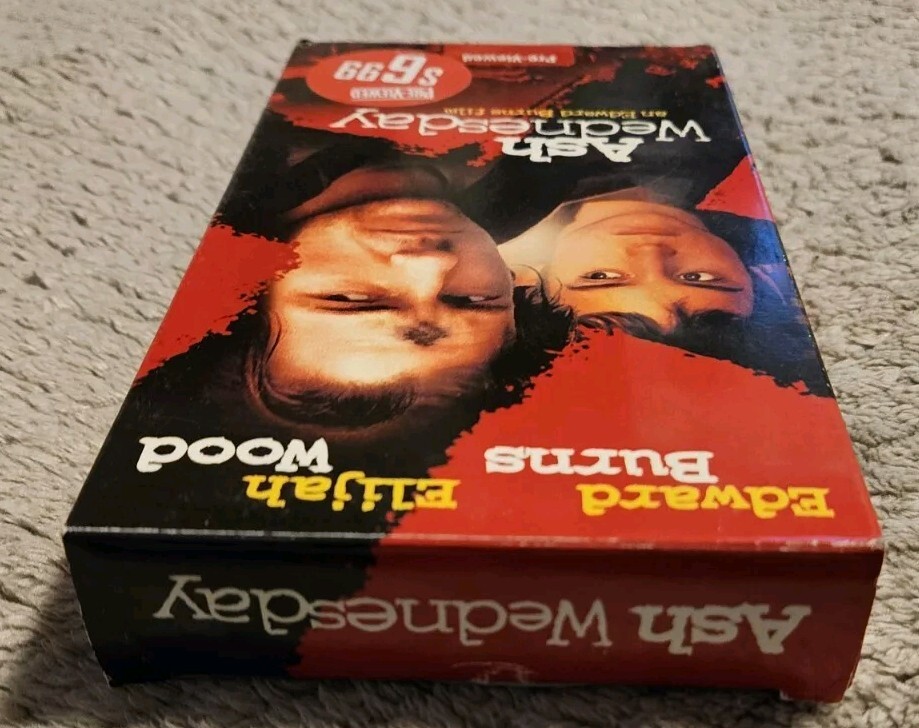 Edward
Burns
Elijah
Wood
Ash
Wednesday
an Edward Burns film
Pre-Viewed
PRE-VIEWED
$6.99
Ash Wednesday